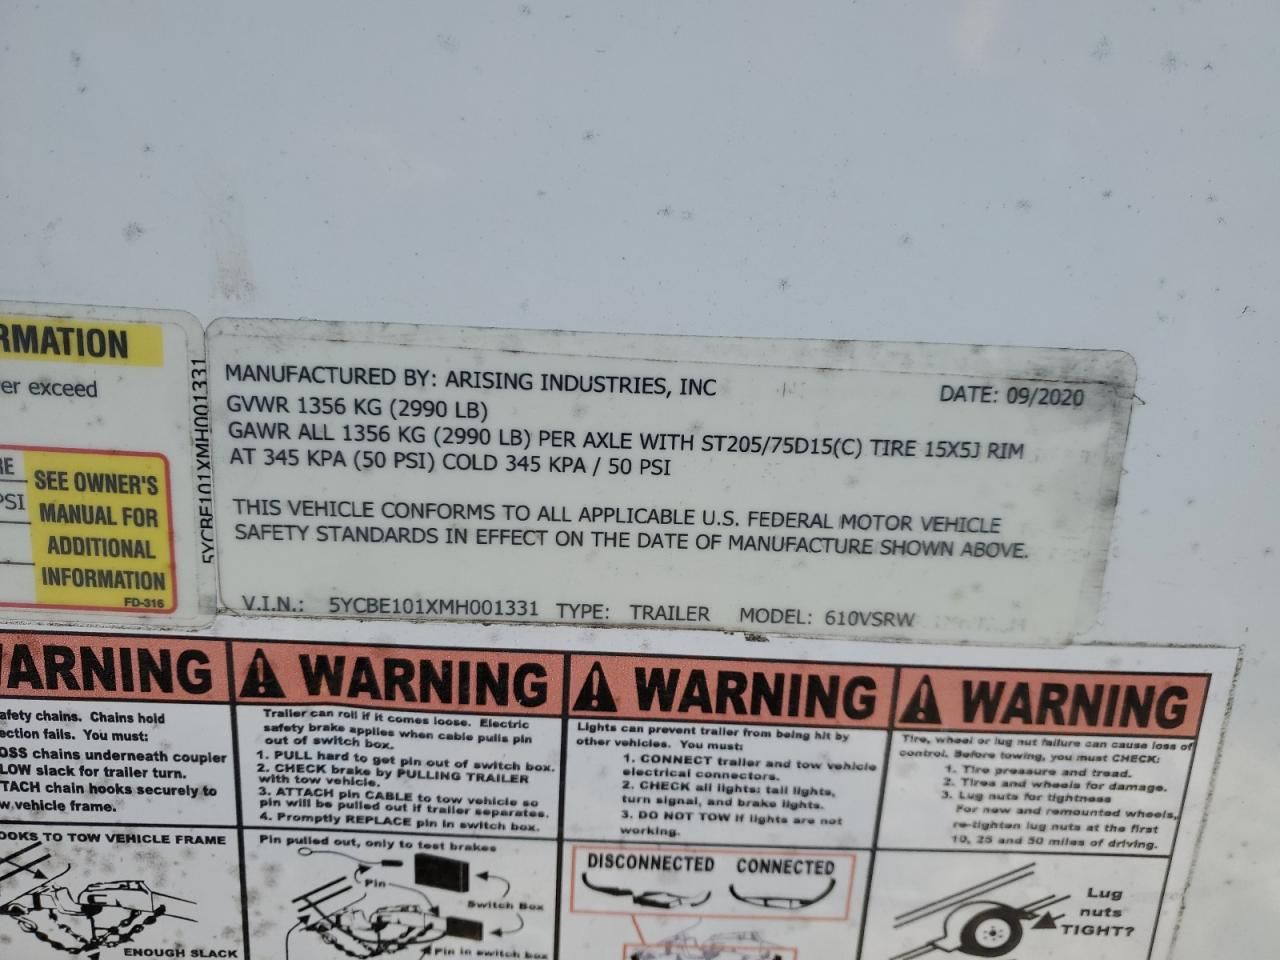 RMATION
er exceed
RE
PSI
SEE OWNER'S
MANUAL FOR
ADDITIONAL
INFORMATION
FD-316
5YCBE101XMH001331
MANUFACTURED BY: ARISING INDUSTRIES, INC
DATE: 09/2020
GVWR 1356 KG (2990 LB)
GAWR ALL 1356 KG (2990 LB) PER AXLE WITH ST205/75D15(C) TIRE 15X5J RIM
AT 345 KPA (50 PSI) COLD 345 KPA / 50 PSI
THIS VEHICLE CONFORMS TO ALL APPLICABLE U.S. FEDERAL MOTOR VEHICLE
SAFETY STANDARDS IN EFFECT ON THE DATE OF MANUFACTURE SHOWN ABOVE.
V.I.N.: 5YCBE101XMH001331 TYPE: TRAILER MODEL: 610VSRW
ARNING
afety chains. Chains hold
ection fails. You must:
OSS chains underneath coupler
LOW slack for trailer turn.
TACH chain hooks securely to
w vehicle frame.
OOKS TO TOW VEHICLE FRAME
ENOUGH SLACK
WARNING
Trailer can roll if it comes loose. Electric
safety brake applies when cable pulls pin
out of switch box.
1. PULL hard to get pin out of switch box.
2. CHECK brake by PULLING TRAILER
with tow vehicle.
3. ATTACH pin CABLE to tow vehicle so
pin will be pulled out if trailer separates.
4. Promptly REPLACE pin in switch box.
Pin pulled out, only to test brakes
Pin
Switch Box
Pin in switch box
WARNING
Lights can prevent trailer from being hit by
other vehicles. You must:
1. CONNECT trailer and tow vehicle
electrical connectors.
2. CHECK all lights: tail lights,
turn signal, and brake lights.
3. DO NOT TOW if lights are not
working.
DISCONNECTED CONNECTED
WARNING
Tire, wheel or lug nut failure can cause loss of
control. Before towing, you must CHECK:
1. Tire pressure and tread.
2. Tires and wheels for damage.
3. Lug nuts for tightness
For new and remounted wheels,
re-tighten lug nuts at the first
10, 25 and 50 miles of driving.
Lug
nuts
TIGHT?